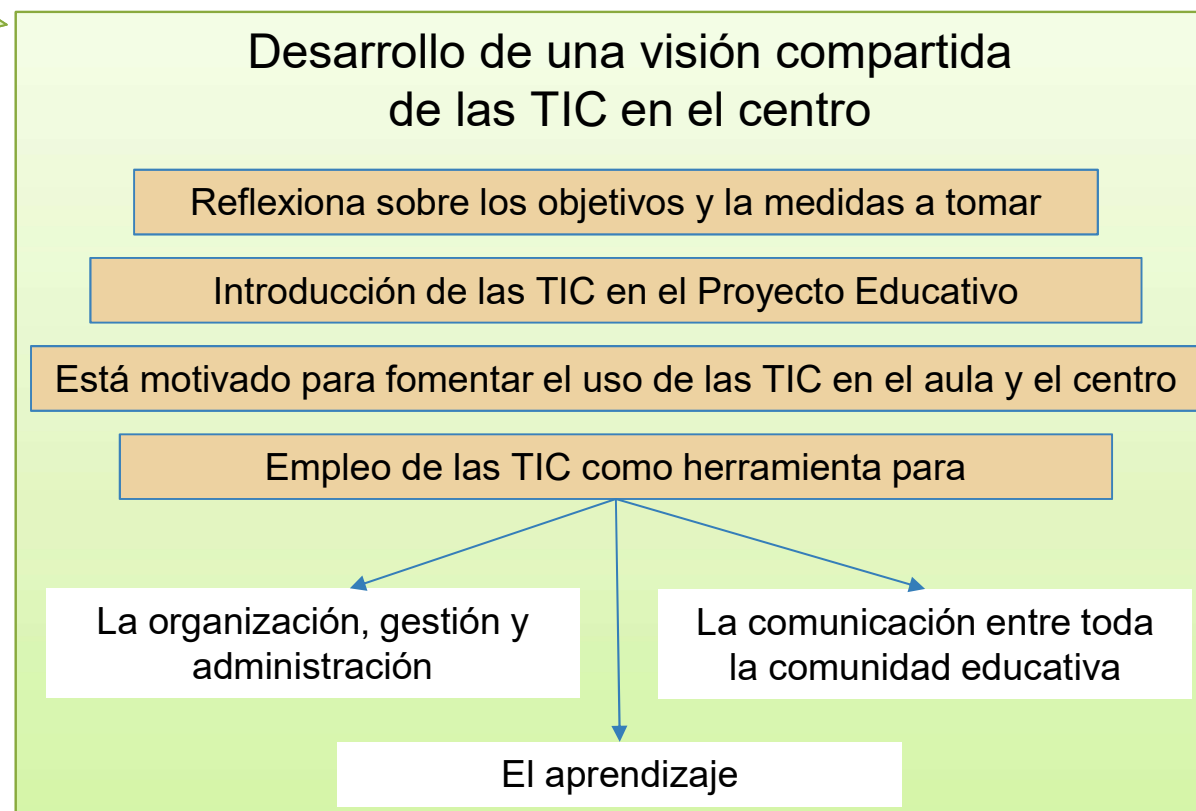 Desarrollo de una visión compartida
de las TIC en el centro
Reflexiona sobre los objetivos y la medidas a tomar
Introducción de las TIC en el Proyecto Educativo
Está motivado para fomentar el uso de las TIC en el aula y el centro
Empleo de las TIC como herramienta para
La organización, gestión y
administración
La comunicación entre toda
la comunidad educativa
El aprendizaje